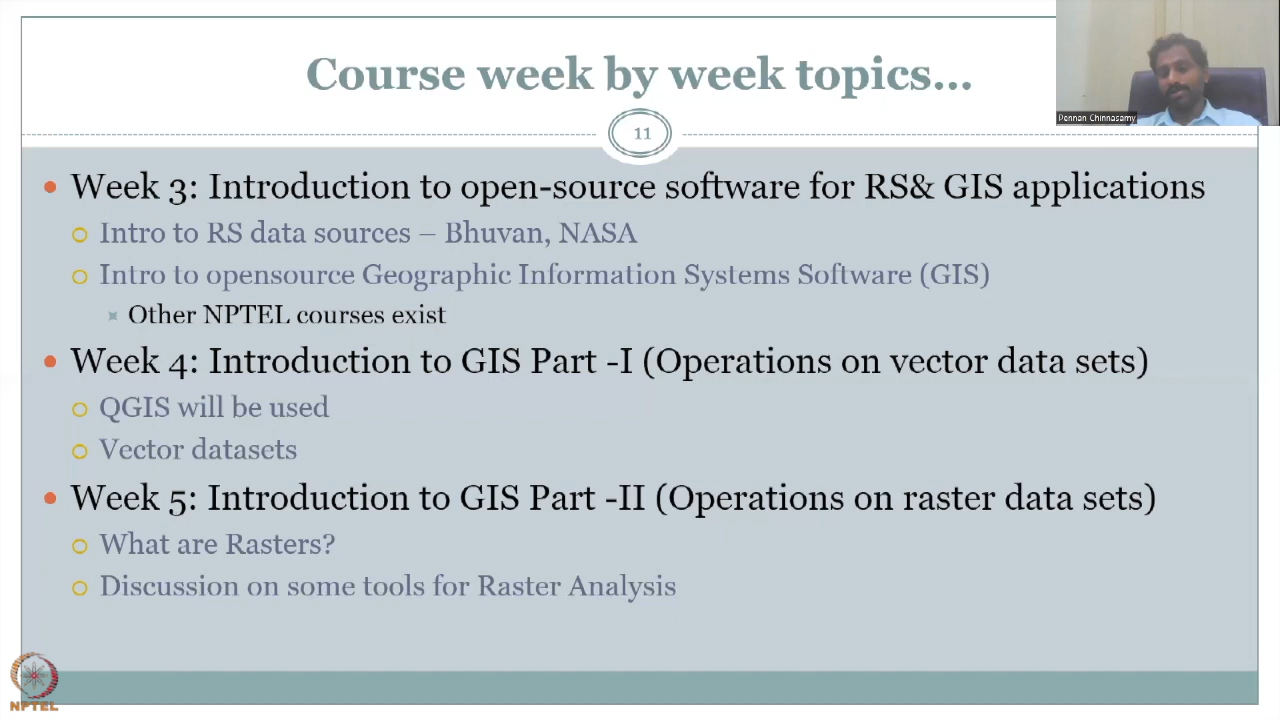 Course week by week topics...
Pennan Chinnasamy
11
Week 3: Introduction to open-source software for RS& GIS applications
Intro to RS data sources – Bhuvan, NASA
Intro to opensource Geographic Information Systems Software (GIS)
Other NPTEL courses exist
Week 4: Introduction to GIS Part -I (Operations on vector data sets)
QGIS will be used
Vector datasets
Week 5: Introduction to GIS Part -II (Operations on raster data sets)
What are Rasters?
Discussion on some tools for Raster Analysis
NPTEL